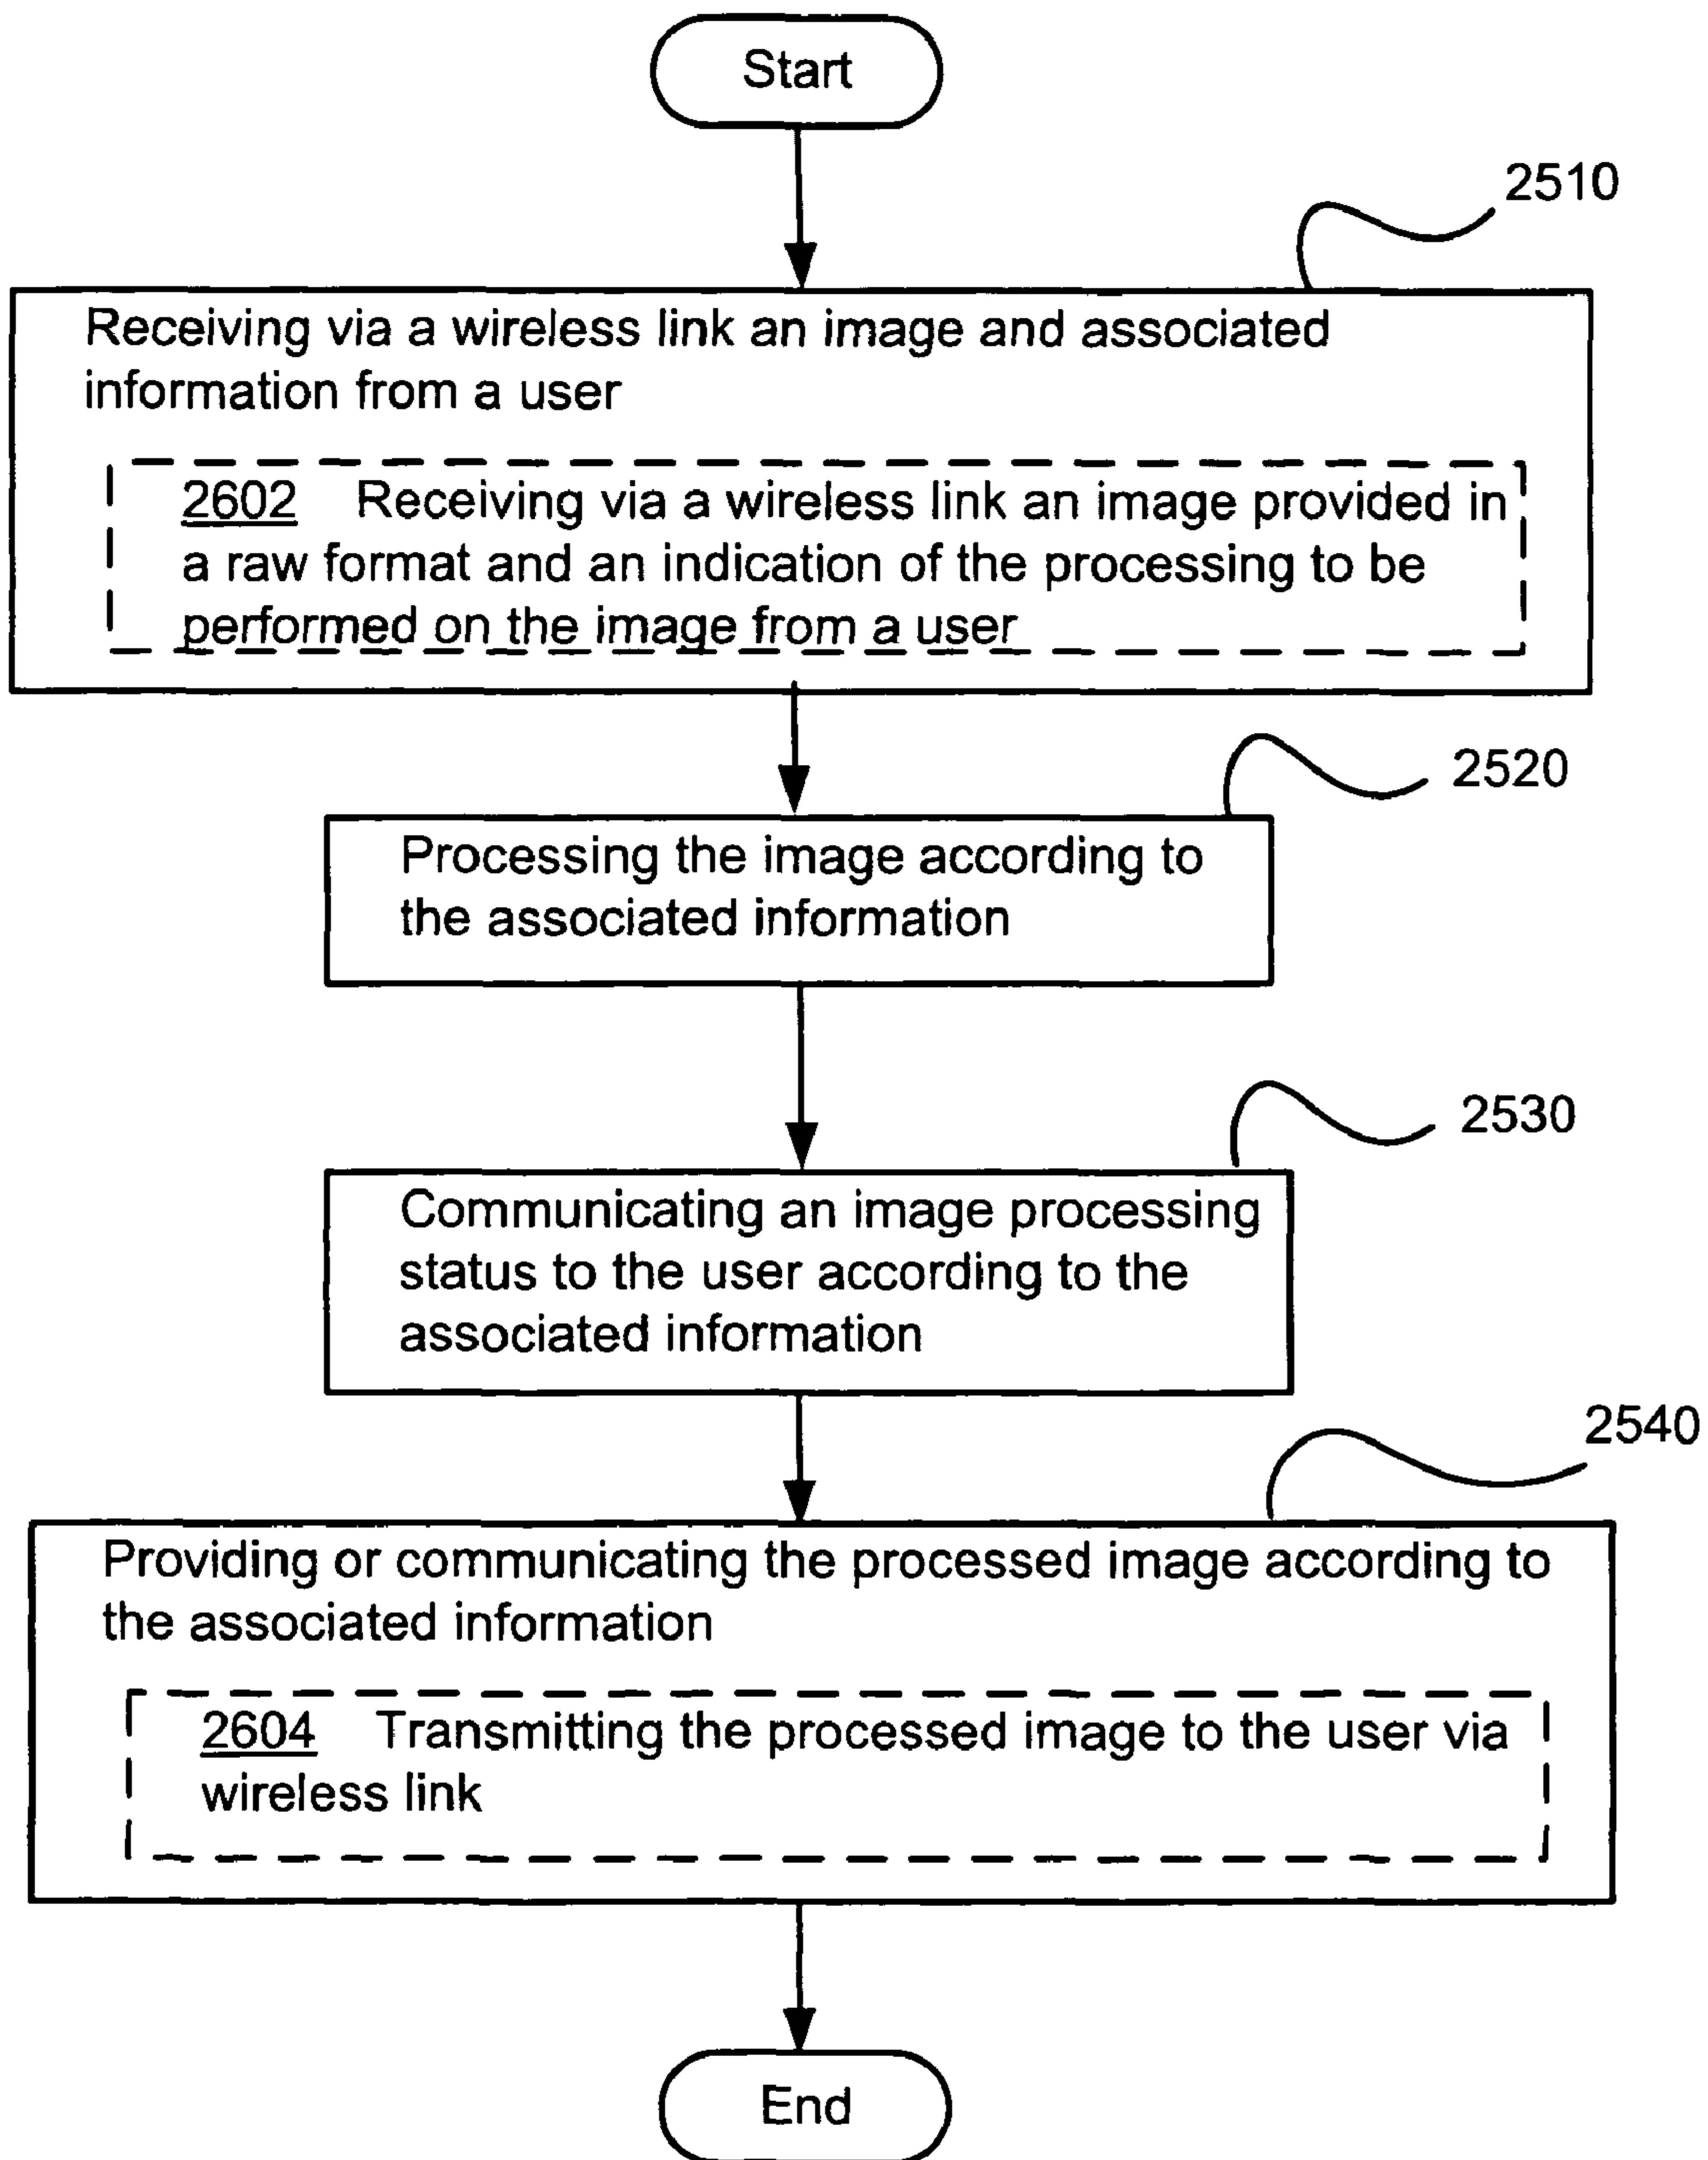 Start
2510
Receiving via a wireless link an image and associated
information from a user
2602 Receiving via a wireless link an image provided in
a raw format and an indication of the processing to be
performed on the image from a user
2520
Processing the image according to
the associated information
2530
Communicating an image processing
status to the user according to the
associated information
2540
Providing or communicating the processed image according to
the associated information
2604 Transmitting the processed image to the user via
wireless link
End